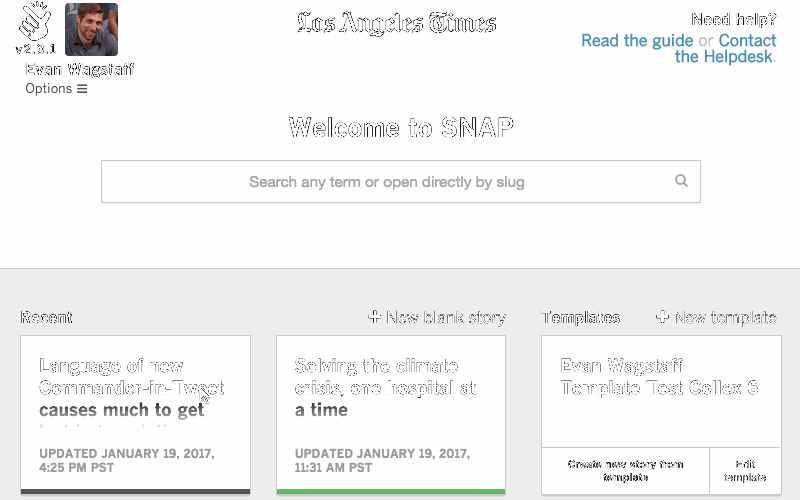 v2.3.1
Evan Wagstaff
Options
Los Angeles Times
Need help?
Read the guide or Contact
the Helpdesk.
Welcome to SNAP
Search any term or open directly by slug
Recent
+ New blank story
Templates
+ New template
Language of new
Commander-in-Tweet
causes much to get
UPDATED JANUARY 19, 2017,
4:25 PM PST
Solving the climate
crisis, one hospital at
a time
UPDATED JANUARY 19, 2017,
11:31 AM PST
Evan Wagstaff
Template Test Collex 6
Create new story from
template
Edit
template